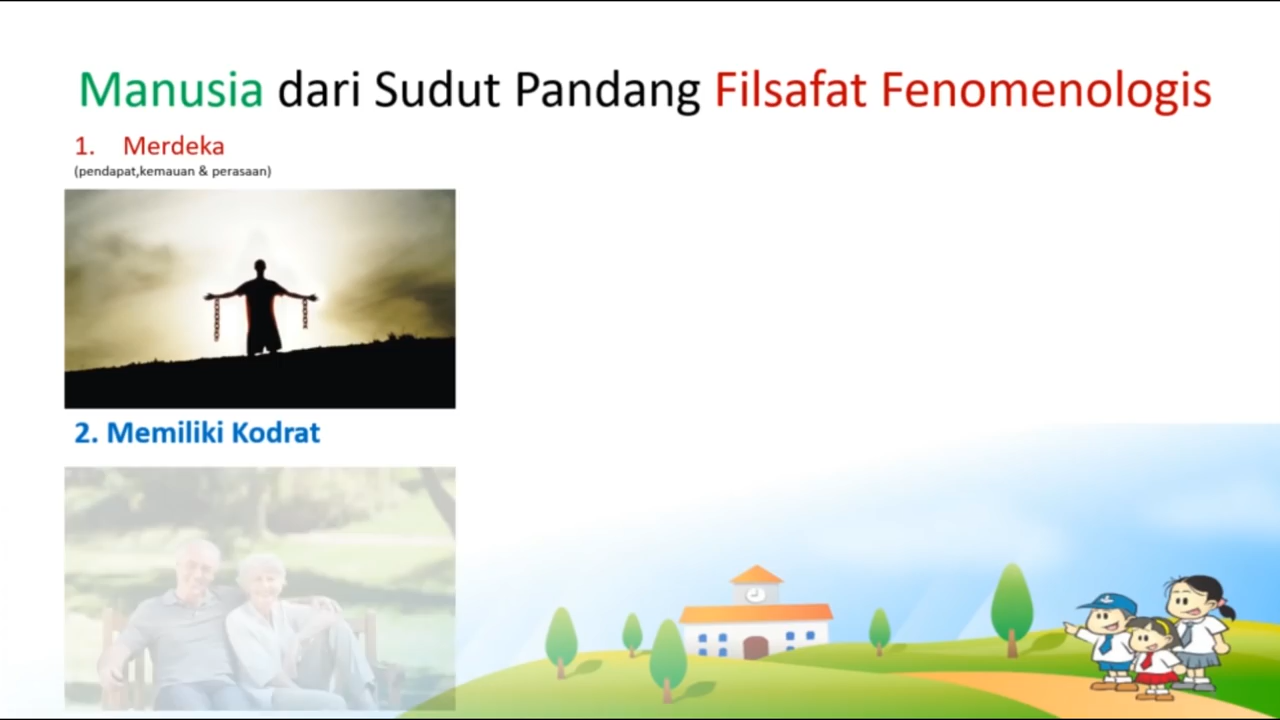 Manusia dari Sudut Pandang Filsafat Fenomenologis
1. Merdeka
(pendapat,kemauan & perasaan)
2. Memiliki Kodrat